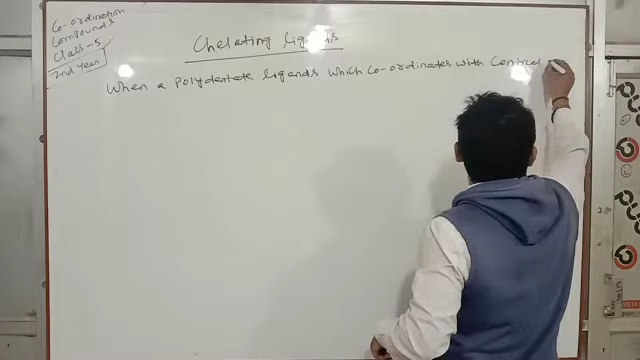 Co-ordination
Compounds
Class-5
2nd Year
Chelating ligands
When a polydentate ligands which co-ordinates with Central